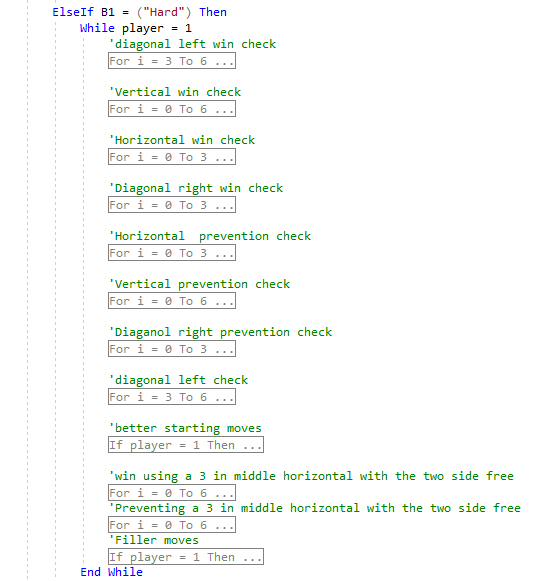 ElseIf B1 = ("Hard") Then
While player = 1
'diagonal left win check
For i = 3 To 6 ...
'Vertical win check
For i = 0 To 6 ...
'Horizontal win check
For i = 0 To 3 ...
'Diagonal right win check
For i = 0 To 3 ...
'Horizontal  prevention check
For i = 0 To 3 ...
'Vertical prevention check
For i = 0 To 6 ...
'Diaganol right prevention check
For i = 0 To 3 ...
'diagonal left check
For i = 3 To 6 ...
'better starting moves
If player = 1 Then ...
'win using a 3 in middle horizontal with the two side free
For i = 0 To 6 ...
'Preventing a 3 in middle horizontal with the two side free
For i = 0 To 6 ...
'Filler moves
If player = 1 Then ...
End While